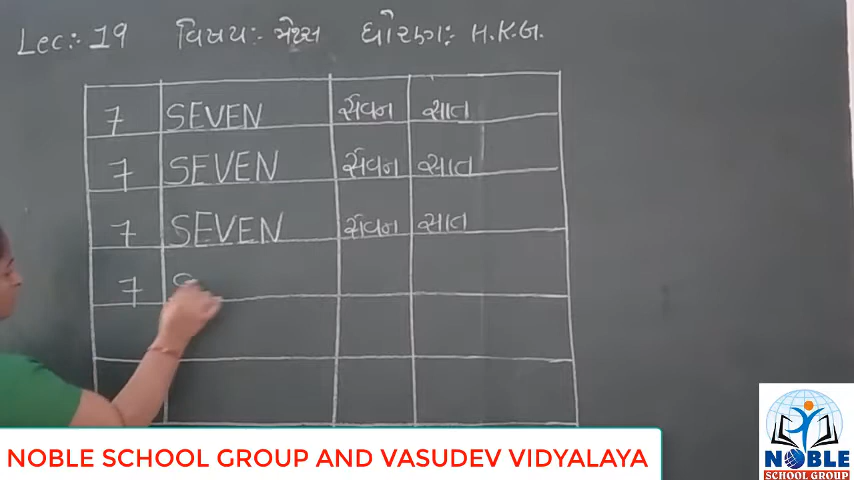 Lec:- 19 વિષય:- મેથ્સ ધોરણ:- H.K.G.
7 SEVEN સેવન સાત
7 SEVEN સેવન સાત
7 SEVEN સેવન સાત
7 S
NOBLE SCHOOL GROUP AND VASUDEV VIDYALAYA
NOBLE
SCHOOL GROUP